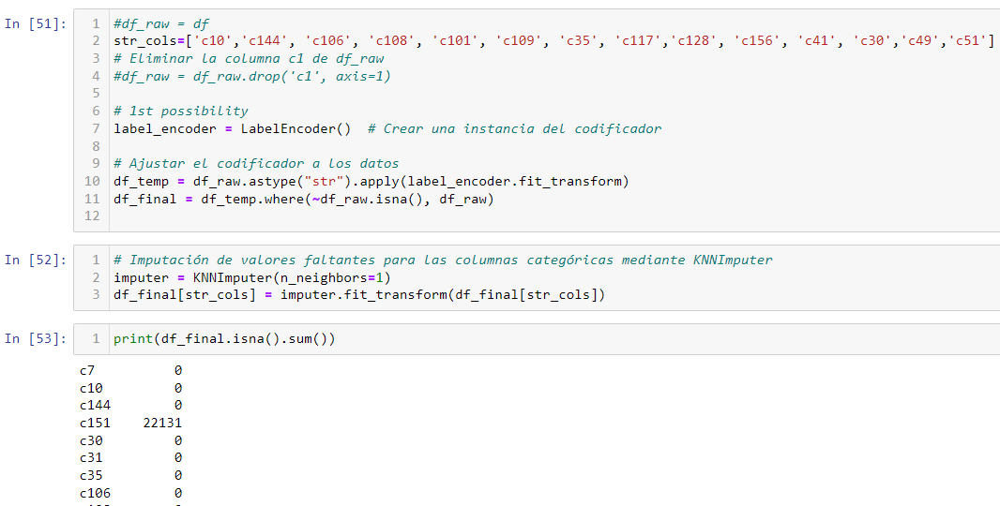 In [51]:
1 #df_raw = df
2 str_cols=['c10','c144', 'c106', 'c108', 'c101', 'c109', 'c35', 'c117','c128', 'c156', 'c41', 'c30','c49','c51']
3 # Eliminar la columna c1 de df_raw
4 #df_raw = df_raw.drop('c1', axis=1)
5
6 # 1st possibility
7 label_encoder = LabelEncoder()  # Crear una instancia del codificador
8
9 # Ajustar el codificador a los datos
10 df_temp = df_raw.astype("str").apply(label_encoder.fit_transform)
11 df_final = df_temp.where(~df_raw.isna(), df_raw)
12
In [52]:
1 # Imputación de valores faltantes para las columnas categóricas mediante KNNImputer
2 imputer = KNNImputer(n_neighbors=1)
3 df_final[str_cols] = imputer.fit_transform(df_final[str_cols])
In [53]:
1 print(df_final.isna().sum())
c7 0
c10 0
c144 0
c151 22131
c30 0
c31 0
c35 0
c106 0